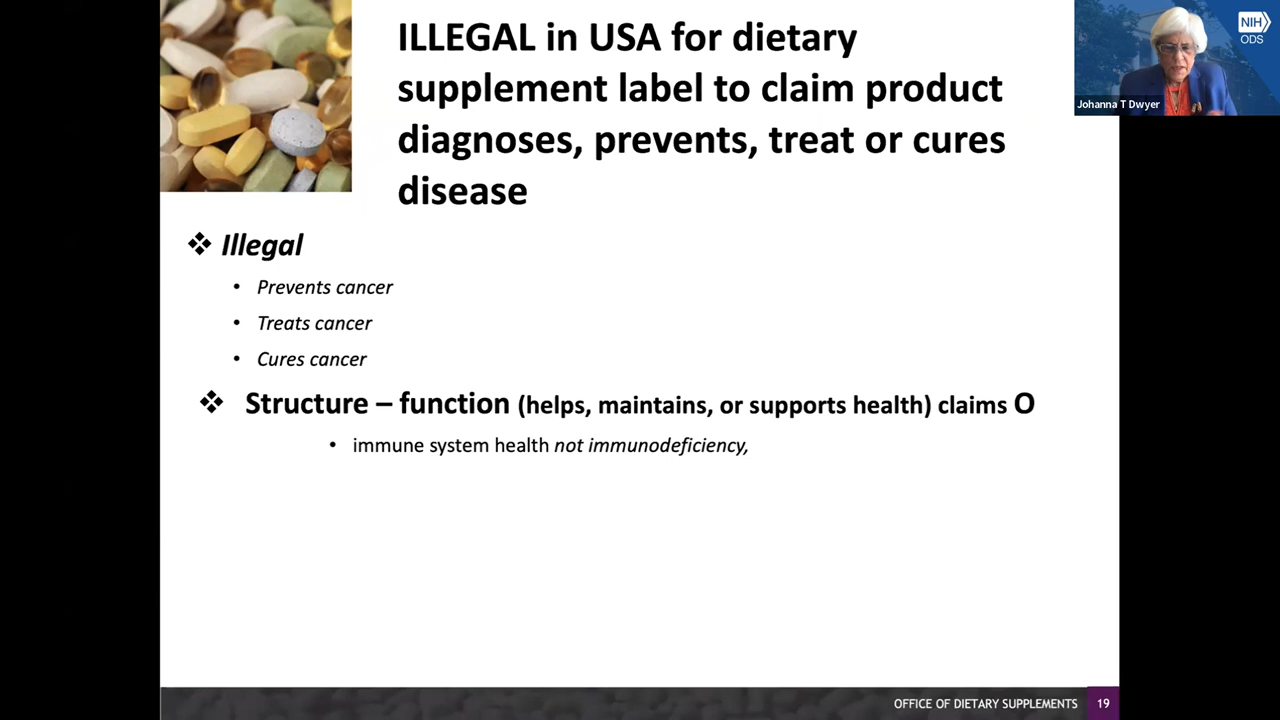 ILLEGAL in USA for dietary
supplement label to claim product
diagnoses, prevents, treat or cures
disease
NIH
ODS
Johanna T Dwyer
❖ Illegal
• Prevents cancer
• Treats cancer
• Cures cancer
❖ Structure – function (helps, maintains, or supports health) claims O
• immune system health not immunodeficiency,
OFFICE OF DIETARY SUPPLEMENTS 19